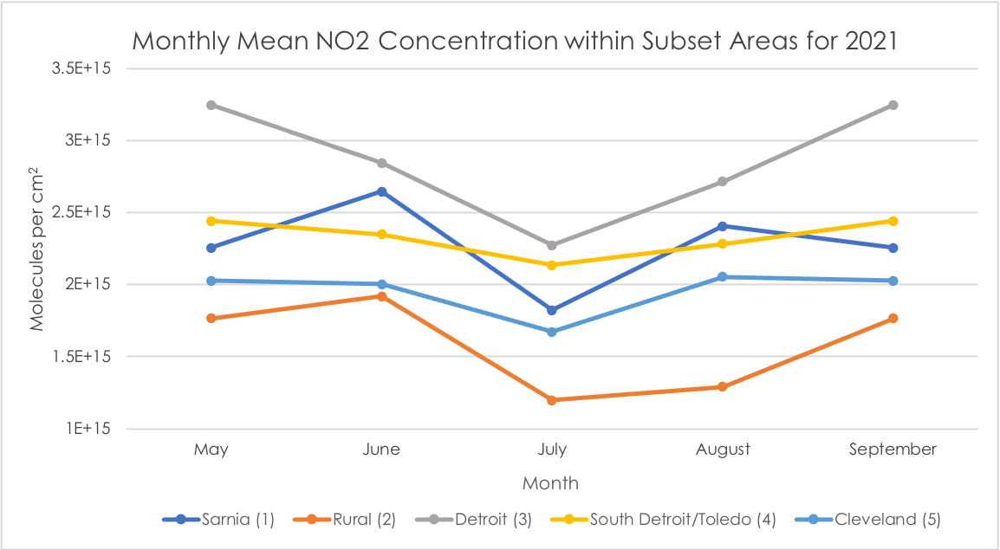 Monthly Mean NO2 Concentration within Subset Areas for 2021
3.5E+15
3E+15
2.5E+15
2E+15
1.5E+15
1E+15
Molecules per cm²
May June July August September
Month
Sarnia (1) Rural (2) Detroit (3) South Detroit/Toledo (4) Cleveland (5)